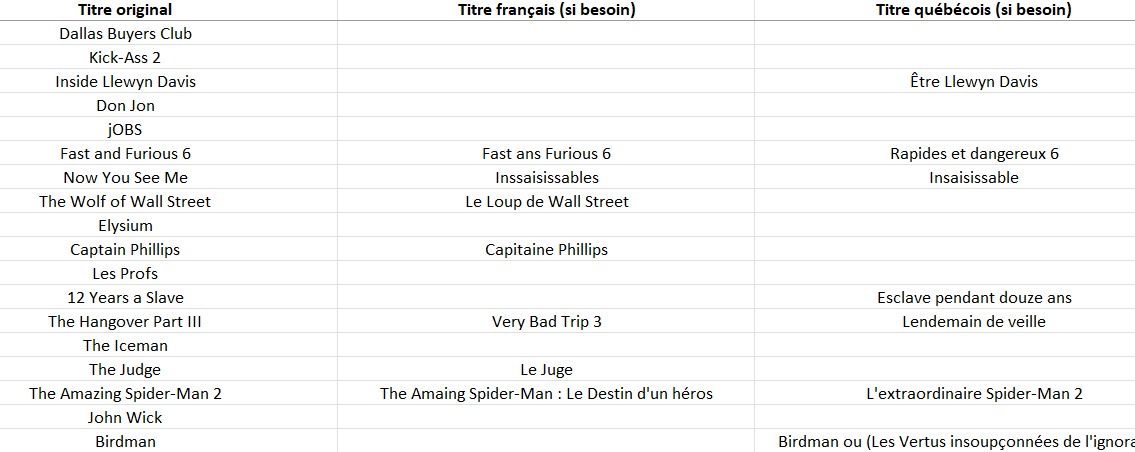 Titre original Titre français (si besoin) Titre québécois (si besoin)
Dallas Buyers Club
Kick-Ass 2
Inside Llewyn Davis Être Llewyn Davis
Don Jon
jOBS
Fast and Furious 6 Fast ans Furious 6 Rapides et dangereux 6
Now You See Me Inssaisissables Insaisissable
The Wolf of Wall Street Le Loup de Wall Street
Elysium
Captain Phillips Capitaine Phillips
Les Profs
12 Years a Slave Esclave pendant douze ans
The Hangover Part III Very Bad Trip 3 Lendemain de veille
The Iceman
The Judge Le Juge
The Amazing Spider-Man 2 The Amaing Spider-Man : Le Destin d'un héros L'extraordinaire Spider-Man 2
John Wick
Birdman Birdman ou (Les Vertus insoupçonnées de l'ignora